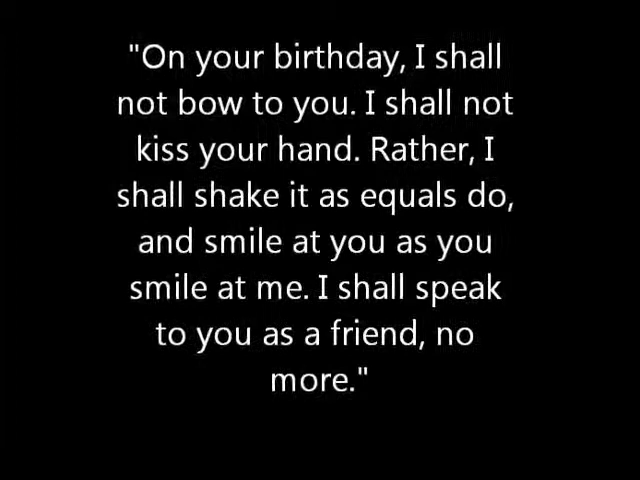 "On your birthday, I shall
not bow to you. I shall not
kiss your hand. Rather, I
shall shake it as equals do,
and smile at you as you
smile at me. I shall speak
to you as a friend, no
more."